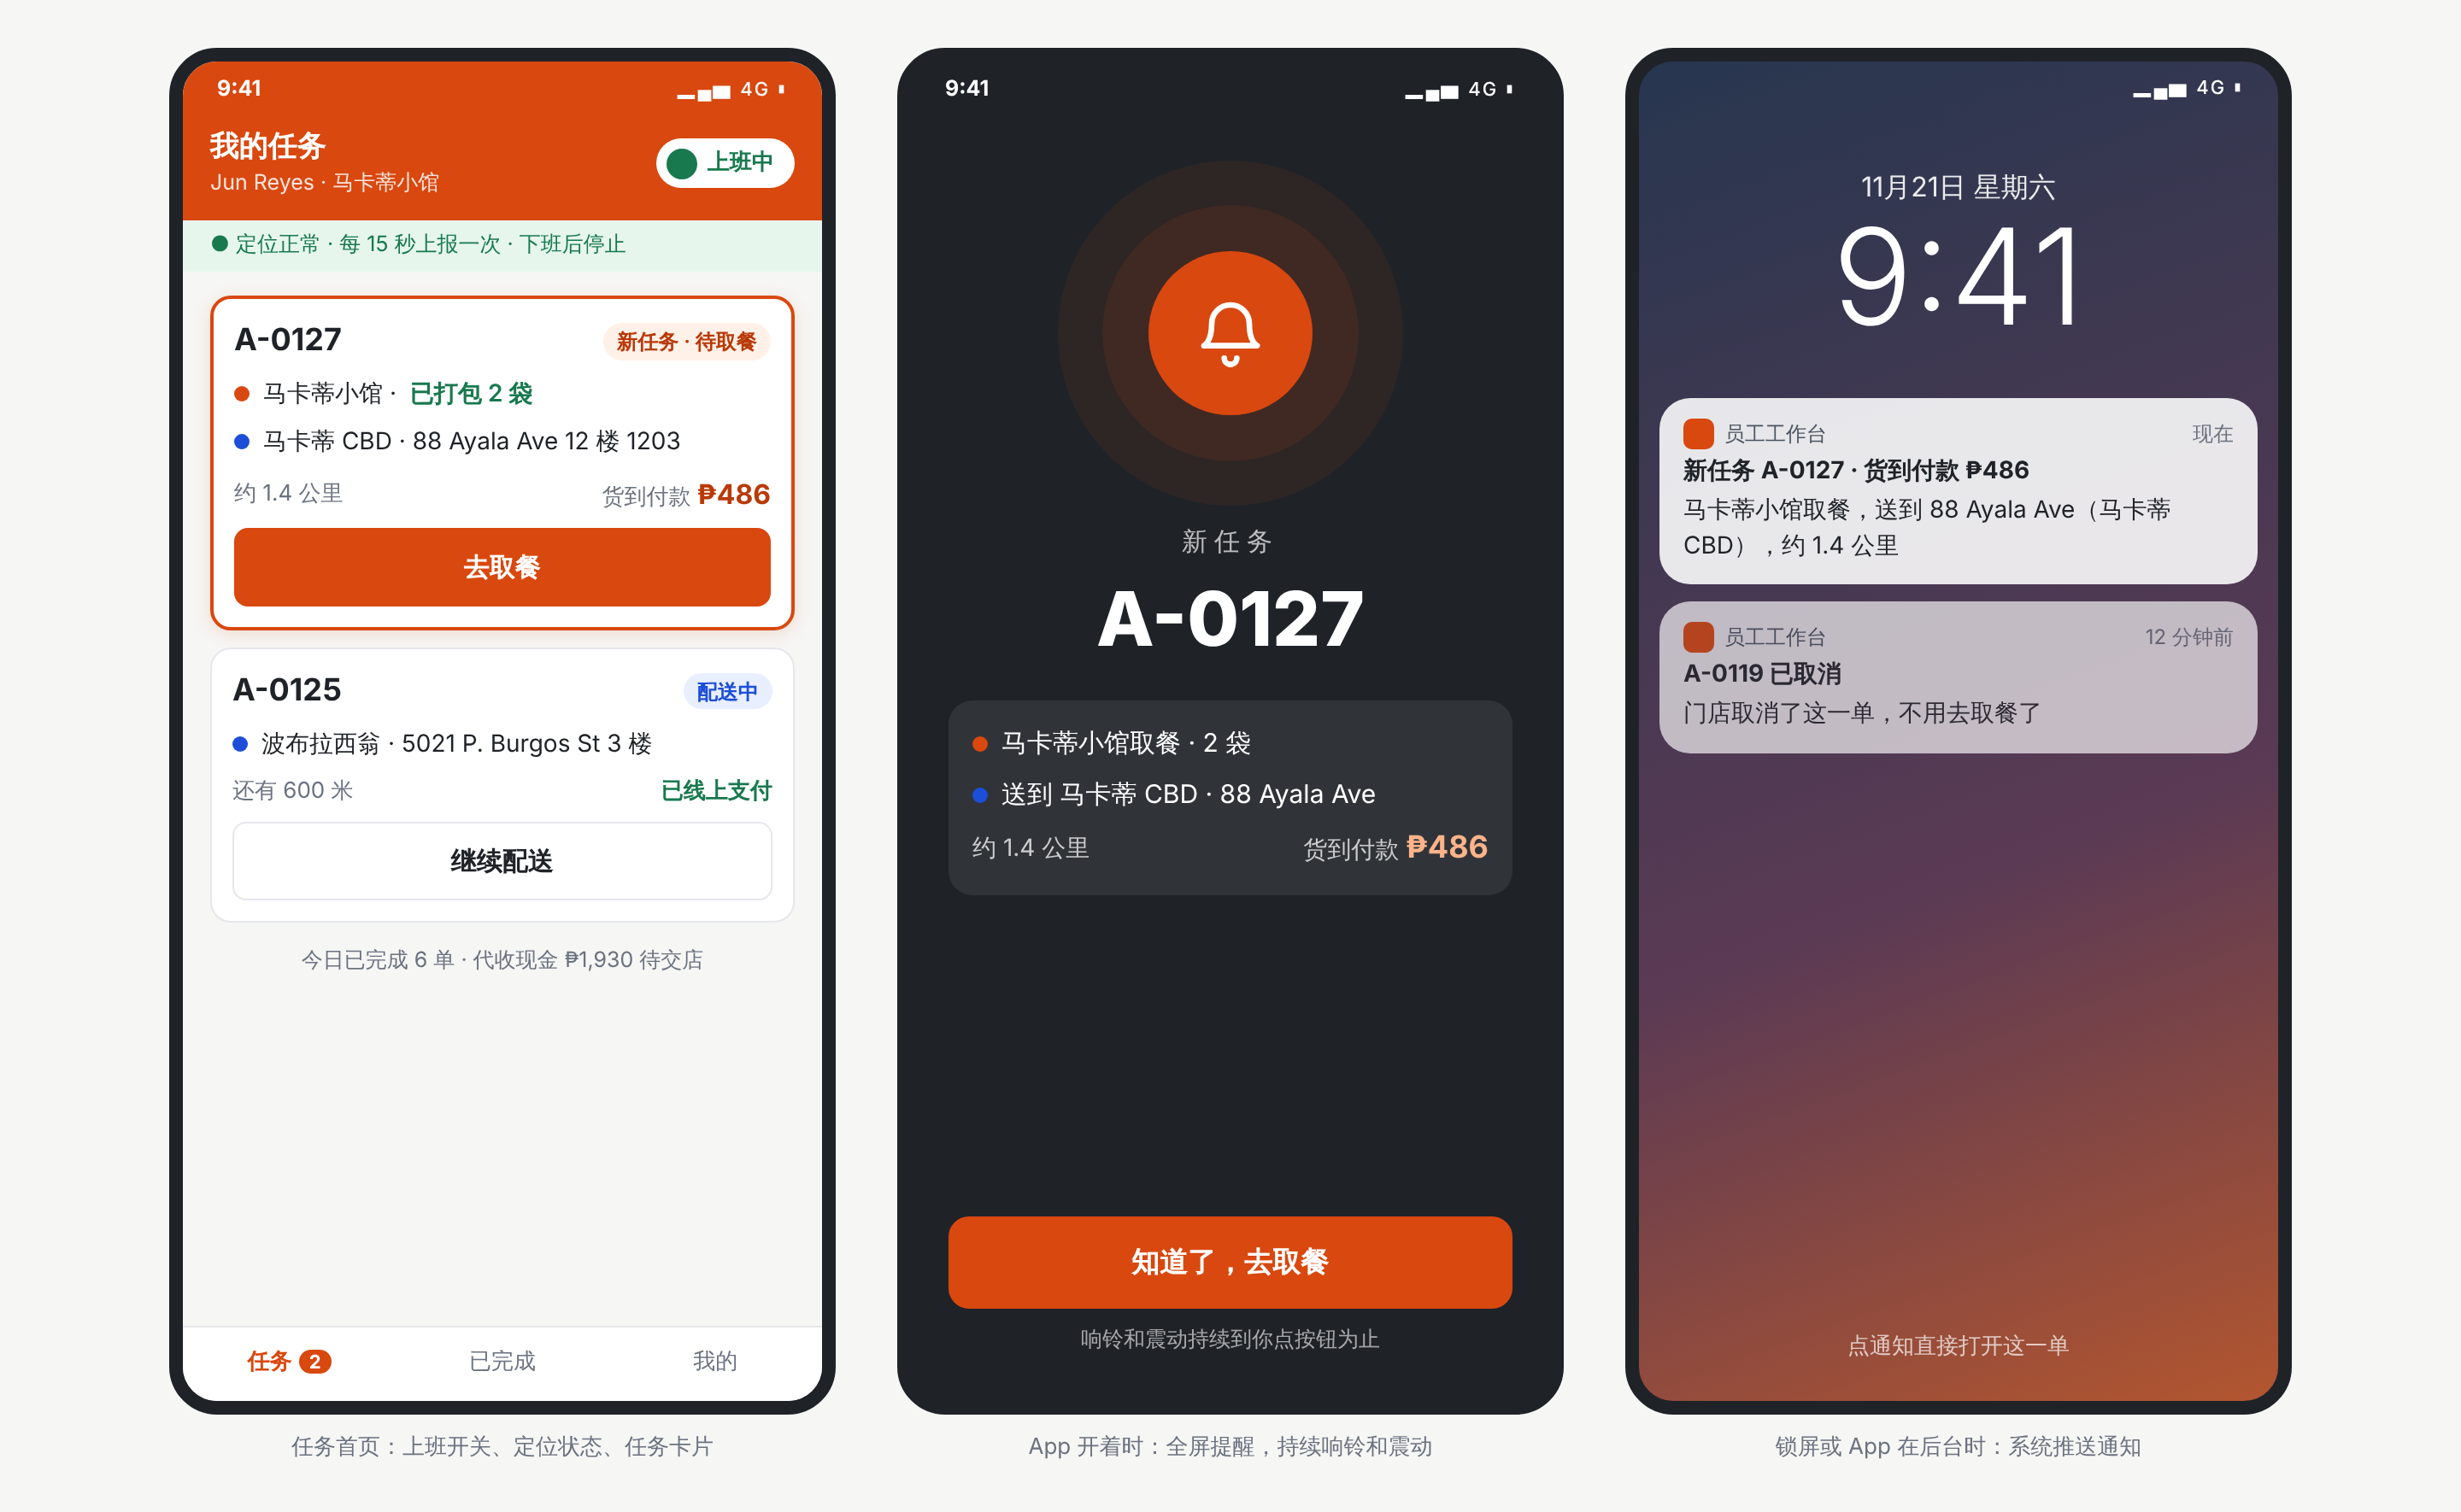 9:41
4G
我的任务
Jun Reyes · 马卡蒂小馆
上班中
定位正常 · 每 15 秒上报一次 · 下班后停止
A-0127
新任务 · 待取餐
马卡蒂小馆 · 已打包 2 袋
马卡蒂 CBD · 88 Ayala Ave 12 楼 1203
约 1.4 公里
货到付款 ₱486
去取餐
A-0125
配送中
波布拉西翁 · 5021 P. Burgos St 3 楼
还有 600 米
已线上支付
继续配送
今日已完成 6 单 · 代收现金 ₱1,930 待交店
任务 2
已完成
我的
任务首页：上班开关、定位状态、任务卡片
9:41
4G
新任务
A-0127
马卡蒂小馆取餐 · 2 袋
送到 马卡蒂 CBD · 88 Ayala Ave
约 1.4 公里
货到付款 ₱486
知道了，去取餐
响铃和震动持续到你点按钮为止
App 开着时：全屏提醒，持续响铃和震动
4G
11月21日 星期六
9:41
员工工作台
现在
新任务 A-0127 · 货到付款 ₱486
马卡蒂小馆取餐，送到 88 Ayala Ave（马卡蒂
CBD），约 1.4 公里
员工工作台
12 分钟前
A-0119 已取消
门店取消了这一单，不用去取餐了
点通知直接打开这一单
锁屏或 App 在后台时：系统推送通知